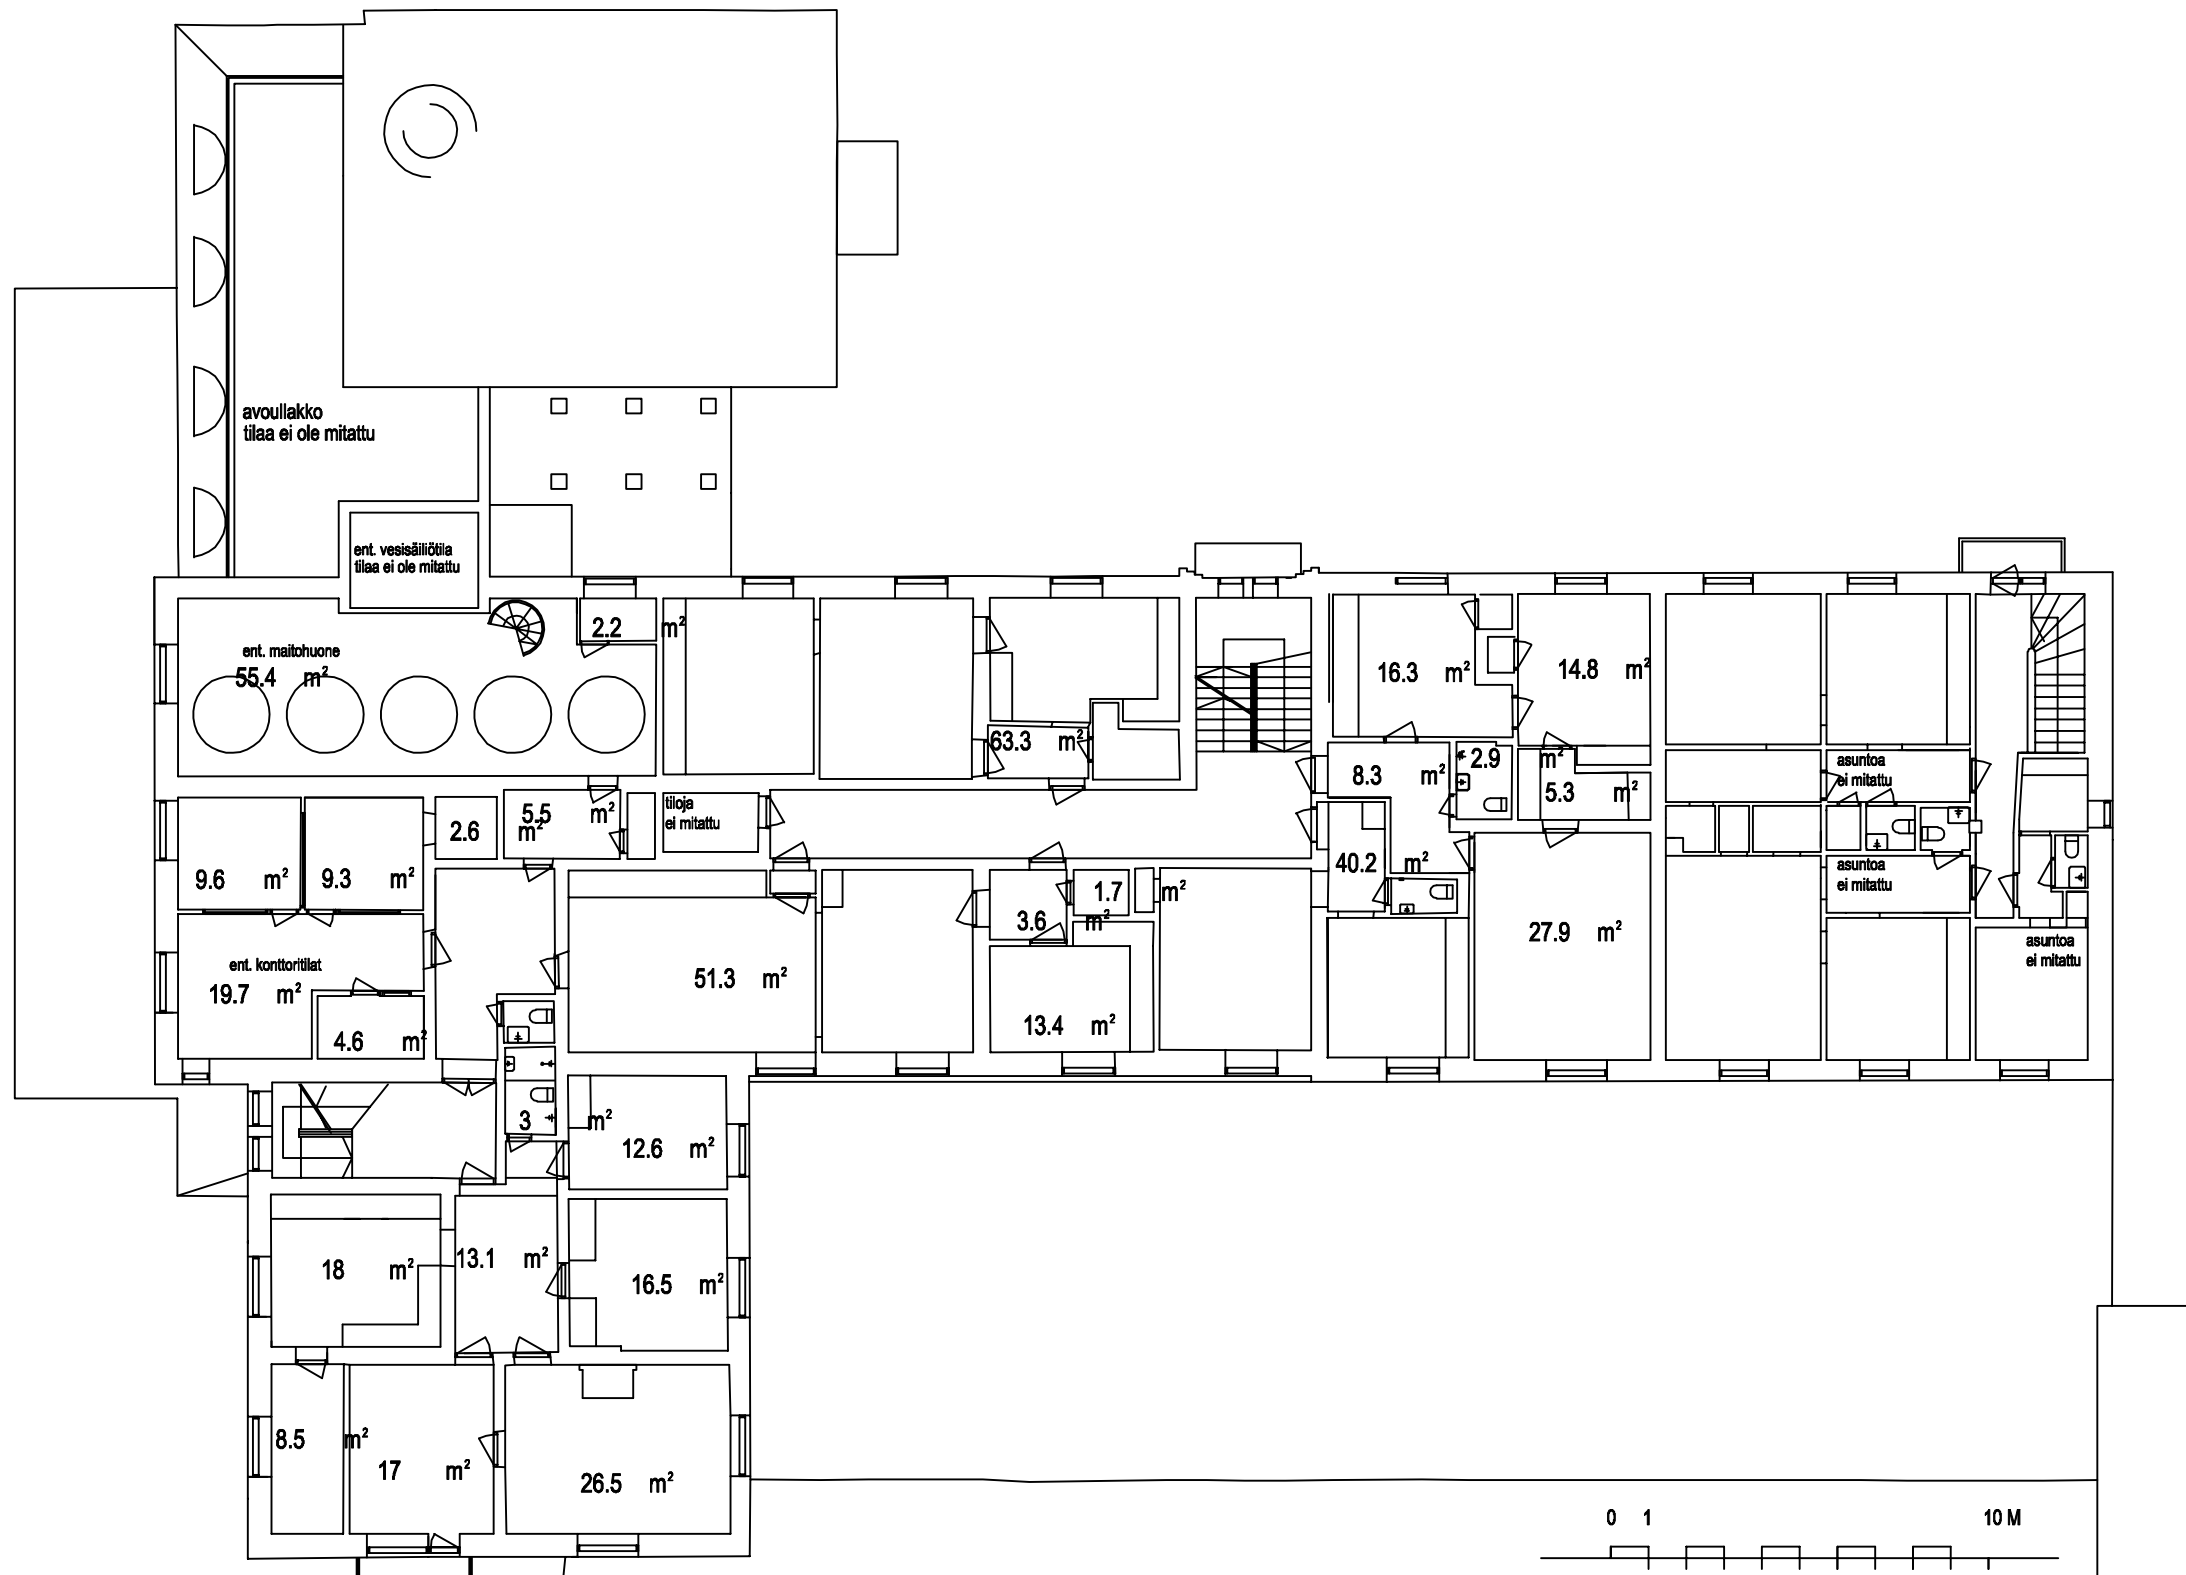 avoullakko
tilaa ei ole mitattu
ent. vesisäiliötila
tilaa ei ole mitattu
2.2 m²
ent. maitohuone
55.4 m²
16.3 m²
14.8 m²
63.3 m²
8.3 m²
2.9 m²
5.3 m²
asuntoa
ei mitattu
tiloja
ei mitattu
5.5 m²
2.6 m²
9.6 m²
9.3 m²
40.2 m²
asuntoa
ei mitattu
1.7 m²
3.6 m²
27.9 m²
asuntoa
ei mitattu
ent. konttoritilat
19.7 m²
51.3 m²
13.4 m²
4.6 m²
3 m²
12.6 m²
18 m²
13.1 m²
16.5 m²
8.5 m²
17 m²
26.5 m²
0 1 10 M